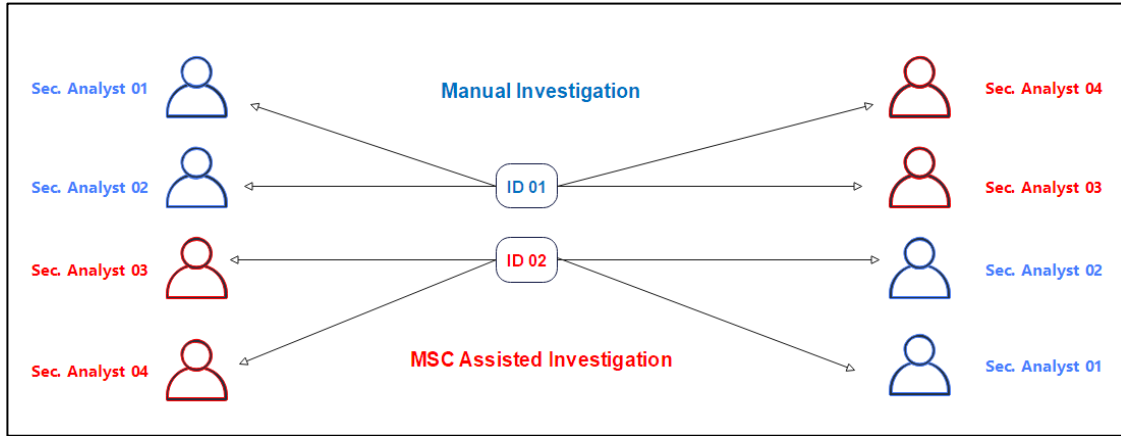 Sec. Analyst 01
Manual Investigation
Sec. Analyst 04
Sec. Analyst 02
ID 01
Sec. Analyst 03
Sec. Analyst 03
ID 02
Sec. Analyst 02
Sec. Analyst 04
MSC Assisted Investigation
Sec. Analyst 01